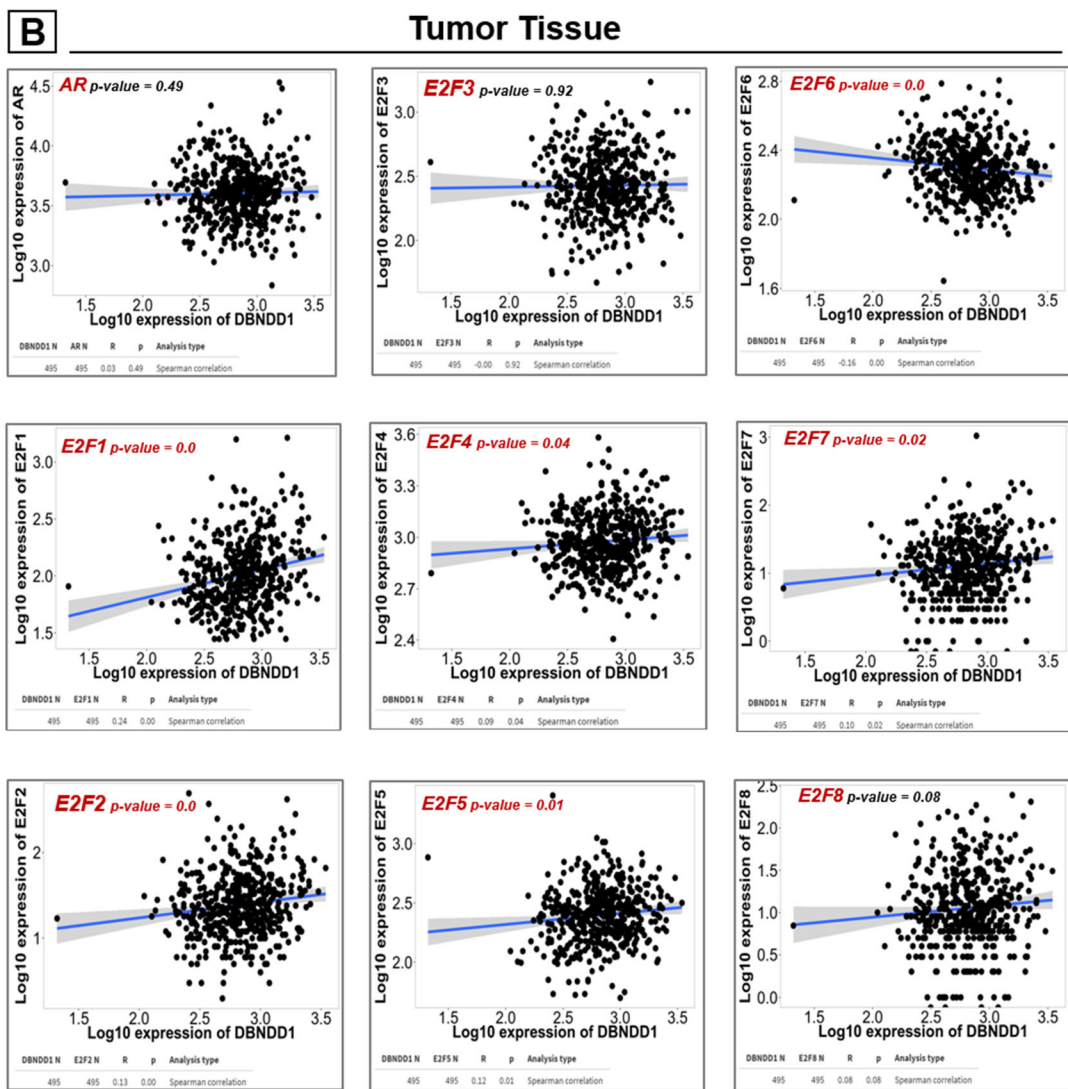 B Tumor Tissue
AR p-value = 0.49
Log10 expression of AR
4.5
4.0
3.5
3.0
1.5 2.0 2.5 3.0 3.5
Log10 expression of DBNDD1
DBNDD1 N AR N R p Analysis type
495 495 0.03 0.49 Spearman correlation
E2F3 p-value = 0.92
Log10 expression of E2F3
3.0
2.5
2.0
1.5 2.0 2.5 3.0 3.5
Log10 expression of DBNDD1
DBNDD1 N E2F3 N R p Analysis type
495 495 -0.00 0.92 Spearman correlation
E2F6 p-value = 0.0
Log10 expression of E2F6
2.8
2.4
2.0
1.6
1.5 2.0 2.5 3.0 3.5
Log10 expression of DBNDD1
DBNDD1 N E2F6 N R p Analysis type
495 495 -0.16 0.00 Spearman correlation
E2F1 p-value = 0.0
Log10 expression of E2F1
3.0
2.5
2.0
1.5
1.5 2.0 2.5 3.0 3.5
Log10 expression of DBNDD1
DBNDD1 N E2F1 N R p Analysis type
495 495 0.24 0.00 Spearman correlation
E2F4 p-value = 0.04
Log10 expression of E2F4
3.6
3.3
3.0
2.7
2.4
1.5 2.0 2.5 3.0 3.5
Log10 expression of DBNDD1
DBNDD1 N E2F4 N R p Analysis type
495 495 0.09 0.04 Spearman correlation
E2F7 p-value = 0.02
Log10 expression of E2F7
3
2
1
0
1.5 2.0 2.5 3.0 3.5
Log10 expression of DBNDD1
DBNDD1 N E2F7 N R p Analysis type
495 495 0.10 0.02 Spearman correlation
E2F2 p-value = 0.0
Log10 expression of E2F2
2
1
1.5 2.0 2.5 3.0 3.5
Log10 expression of DBNDD1
DBNDD1 N E2F2 N R p Analysis type
495 495 0.13 0.00 Spearman correlation
E2F5 p-value = 0.01
Log10 expression of E2F5
3.0
2.5
2.0
1.5 2.0 2.5 3.0 3.5
Log10 expression of DBNDD1
DBNDD1 N E2F5 N R p Analysis type
495 495 0.12 0.01 Spearman correlation
E2F8 p-value = 0.08
Log10 expression of E2F8
2.5
2.0
1.5
1.0
0.5
0.0
1.5 2.0 2.5 3.0 3.5
Log10 expression of DBNDD1
DBNDD1 N E2F8 N R p Analysis type
495 495 0.08 0.08 Spearman correlation